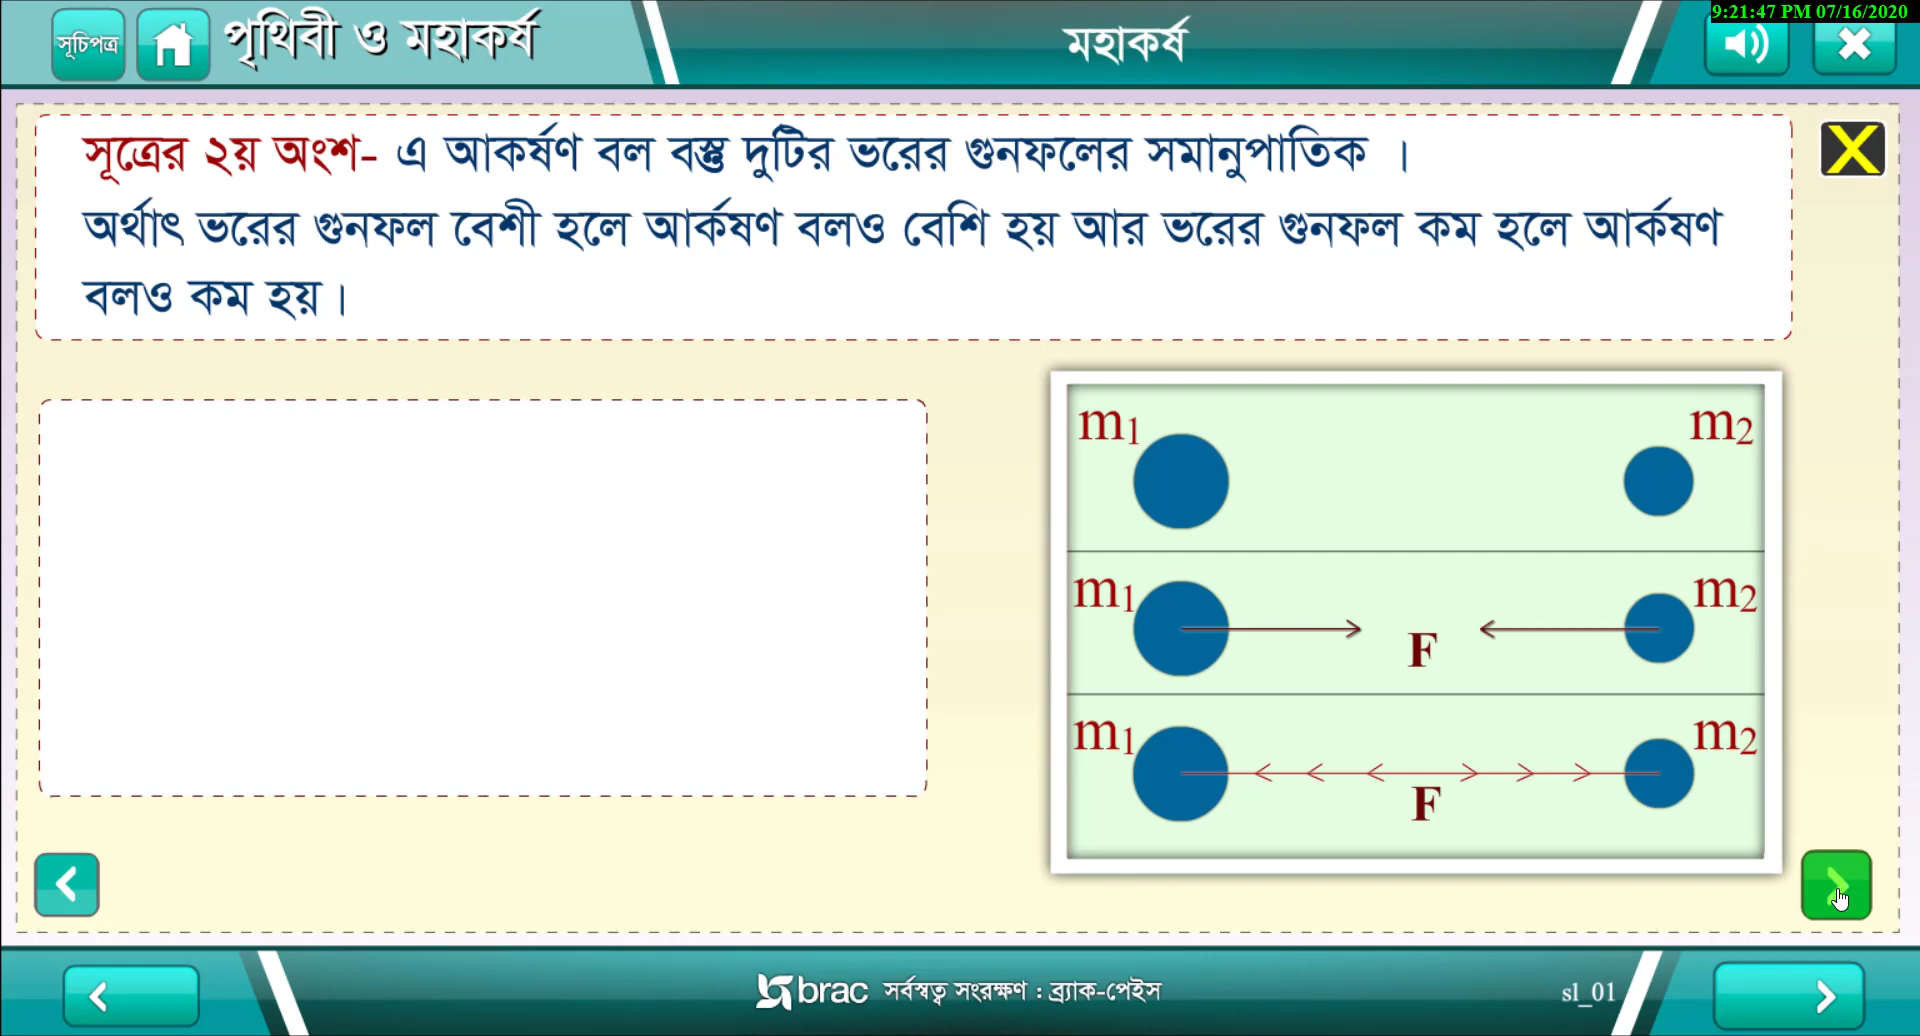 9:21:47 PM 07/16/2020
সূচিপত্র
পৃথিবী ও মহাকর্ষ
মহাকর্ষ
সূত্রের ২য় অংশ- এ আকর্ষণ বল বস্তু দুটির ভরের গুনফলের সমানুপাতিক ।
অর্থাৎ ভরের গুনফল বেশী হলে আর্কষণ বলও বেশি হয় আর ভরের গুনফল কম হলে আর্কষণ
বলও কম হয়।
m1 m2
m1 F m2
m1 F m2
brac সর্বস্বত্ব সংরক্ষণ : ব্র্যাক-পেইস
sl_01